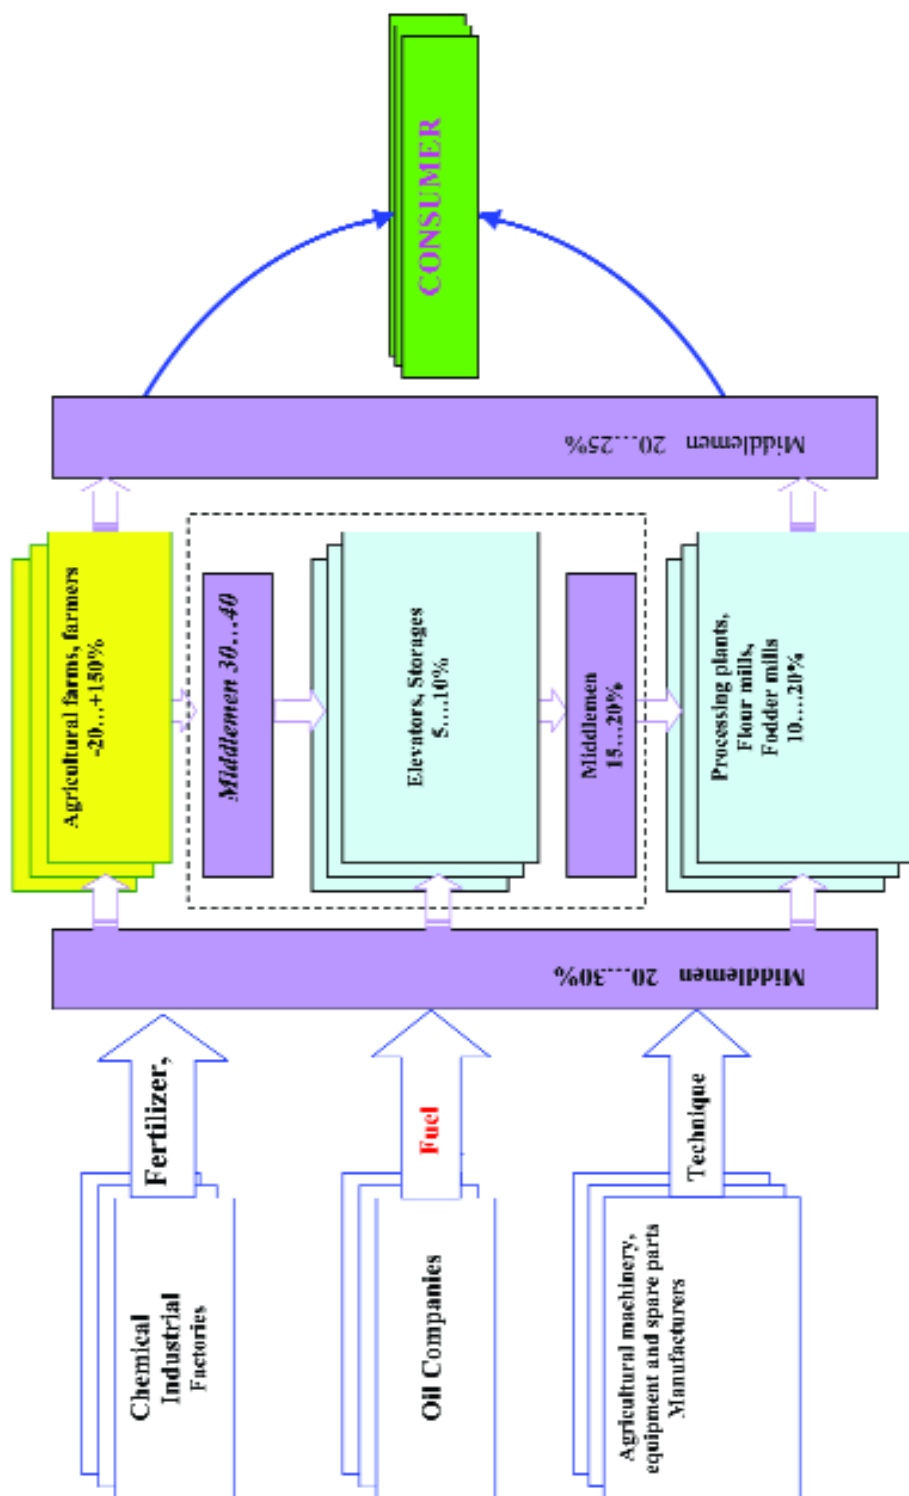 Chemical
Industrial
Factories
Oil Companies
Agricultural machinery,
equipment and spare parts
Manufacturers
Fertilizer,
Fuel
Technique
Middlemen 20…30%
Agricultural farms, farmers
-20…+150%
Middlemen 30…40
Elevators, Storages
5….10%
Middlemen
15…20%
Processing plants,
Flour mills,
Fodder mills
10….20%
Middlemen 20…25%
CONSUMER